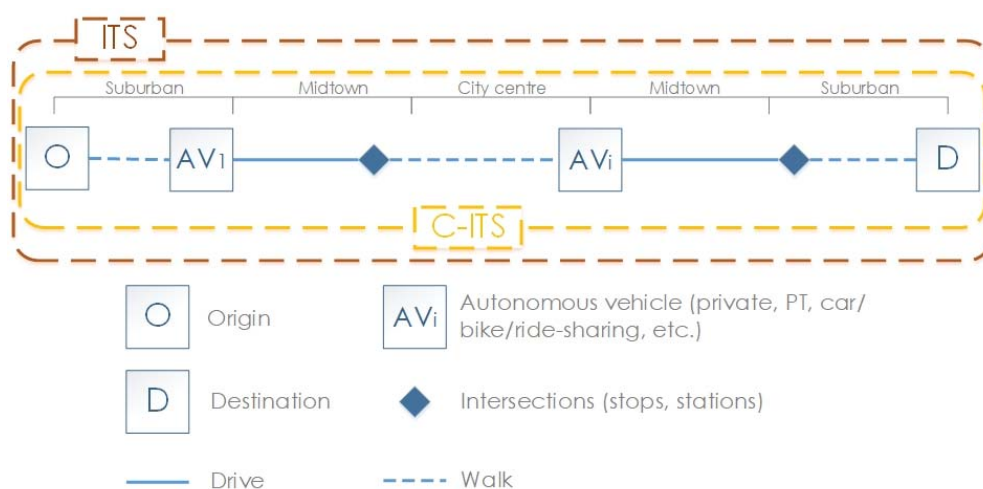 ITS
Suburban Midtown City centre Midtown Suburban
O AV1 AVi D
C-ITS
O Origin
AVi Autonomous vehicle (private, PT, car/
bike/ride-sharing, etc.)
D Destination
Intersections (stops, stations)
Drive
Walk